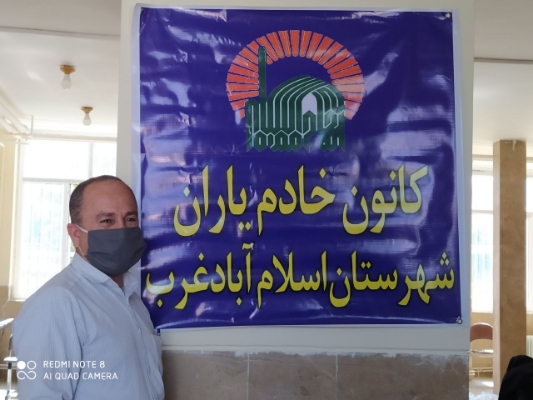 کانون خادم یاران
شهرستان اسلام آبادغرب
REDMI NOTE 8
AI QUAD CAMERA